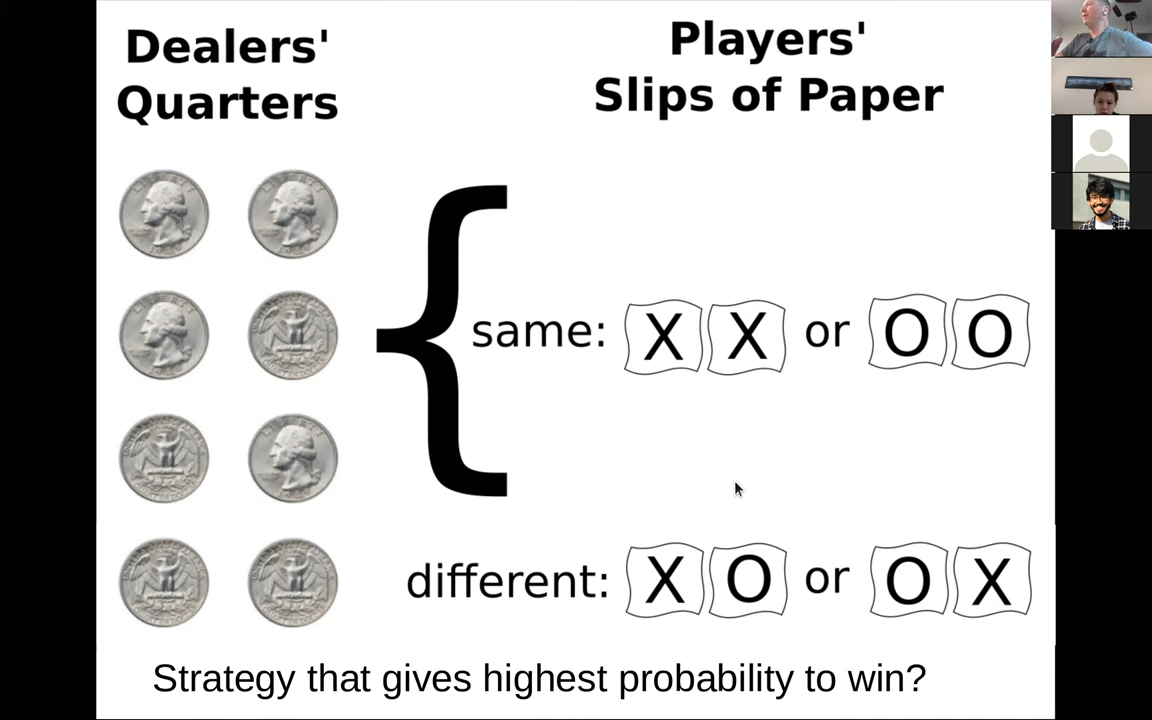 Dealers'
Quarters
Players'
Slips of Paper
same: X X or O O
different: X O or O X
Strategy that gives highest probability to win?